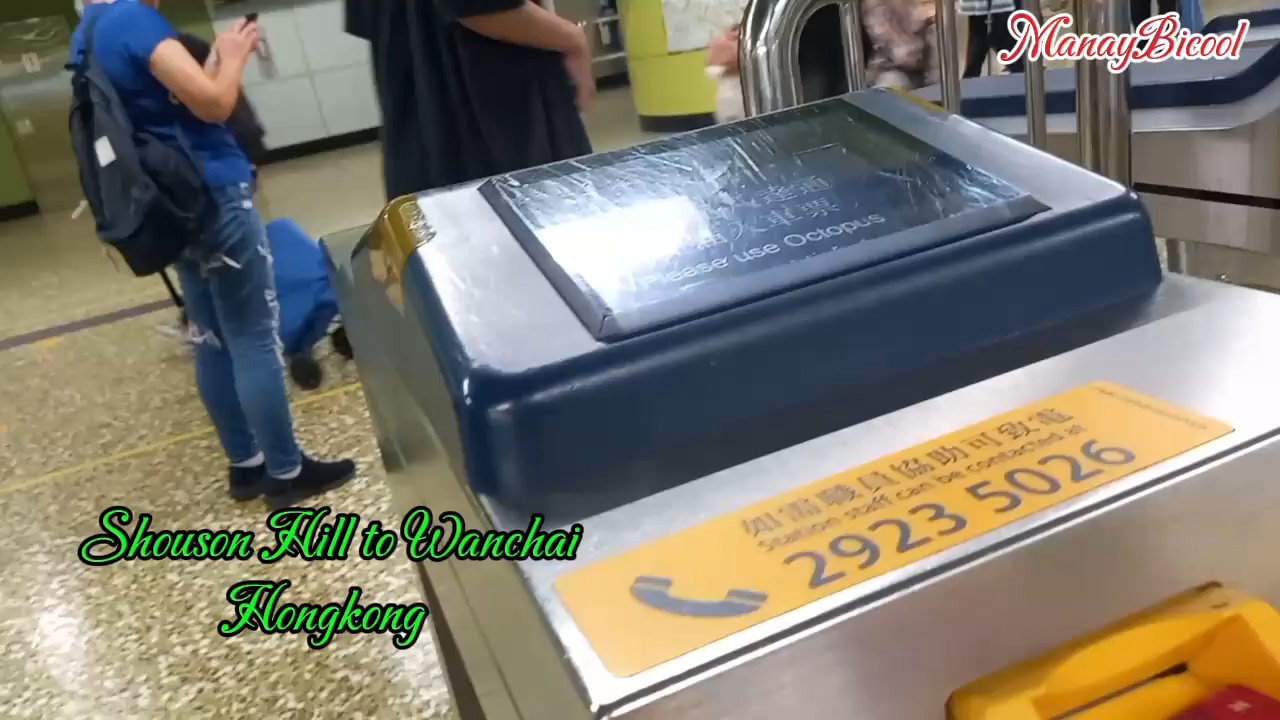 ManayBicool
Please use Octopus
如需職員協助可致電
Station staff can be contacted at
2923 5026
Shouson Hill to Wanchai
Hongkong